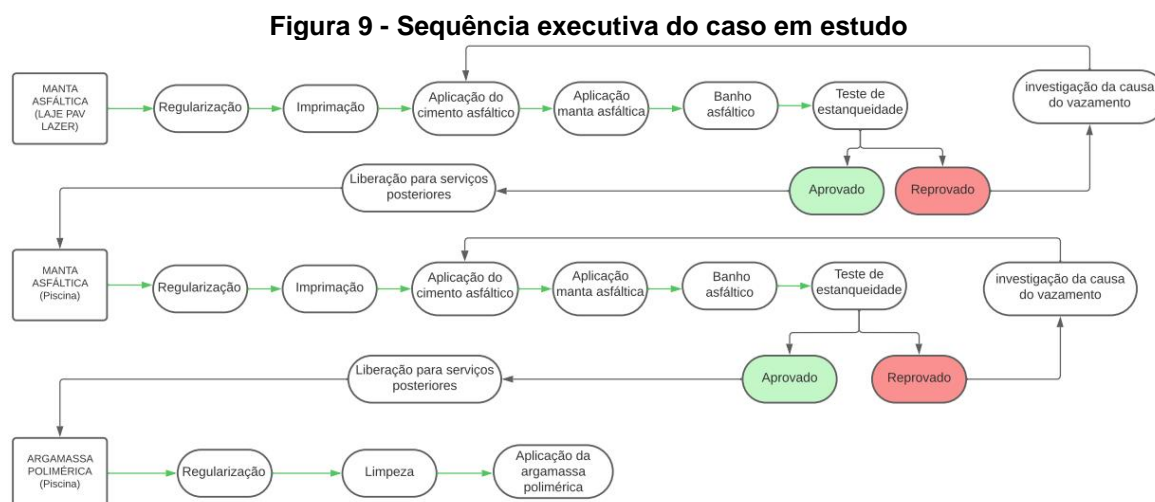 Figura 9 - Sequência executiva do caso em estudo
MANTA
ASFÁLTICA
(LAJE PAV
LAZER)
Regularização
Imprimação
Aplicação do
cimento asfáltico
Aplicação
manta asfáltica
Banho
asfáltico
Teste de
estanqueidade
investigação da causa
do vazamento
Liberação para serviços
posteriores
Aprovado
Reprovado
MANTA
ASFÁLTICA
(Piscina)
Regularização
Imprimação
Aplicação do
cimento asfáltico
Aplicação
manta asfáltica
Banho
asfáltico
Teste de
estanqueidade
investigação da causa
do vazamento
Liberação para serviços
posteriores
Aprovado
Reprovado
ARGAMASSA
POLIMÉRICA
(Piscina)
Regularização
Limpeza
Aplicação da
argamassa
polimérica